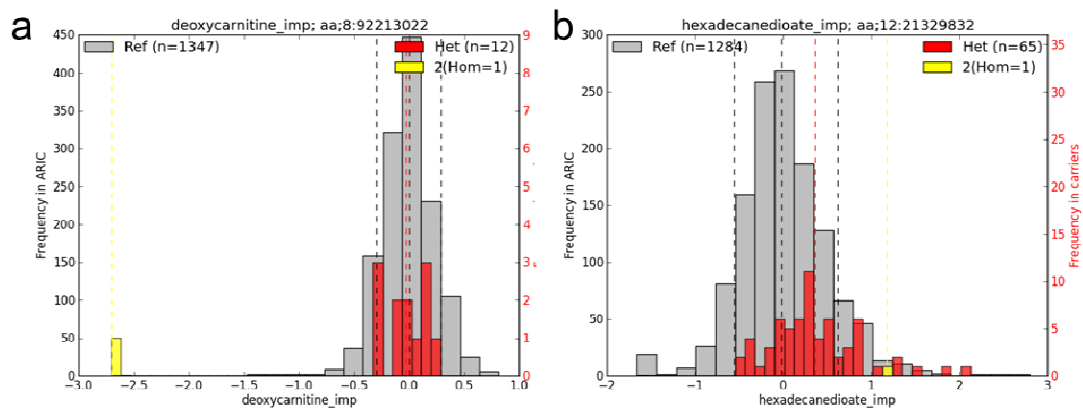 a
deoxycarnitine_imp; aa;8:92213022
Ref (n=1347)
Het (n=12)
2(Hom=1)
Frequency in ARIC
450
400
350
300
250
200
150
100
50
0
9
8
7
6
5
4
3
2
1
0
−3.0 −2.5 −2.0 −1.5 −1.0 −0.5 0.0 0.5 1.0
deoxycarnitine_imp
b
hexadecanedioate_imp; aa;12:21329832
Ref (n=1284)
Het (n=65)
2(Hom=1)
Frequency in ARIC
300
250
200
150
100
50
0
35
30
25
20
15
10
5
0
Frequency in carriers
−2 −1 0 1 2 3
hexadecanedioate_imp